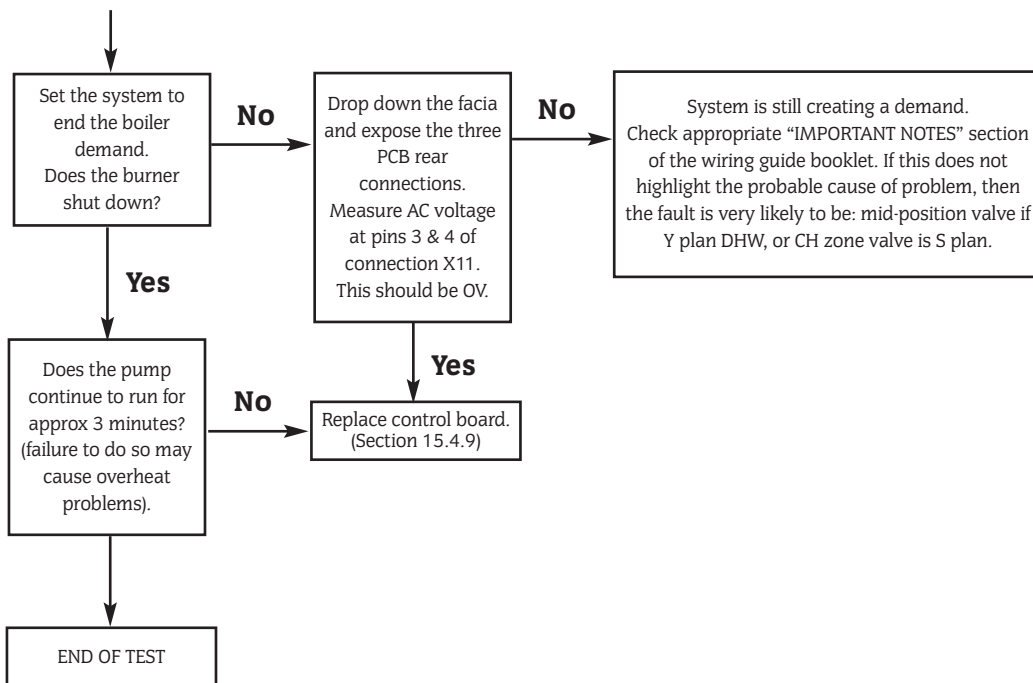 Set the system to
end the boiler
demand.
Does the burner
shut down?
No
Drop down the facia
and expose the three
PCB rear
connections.
Measure AC voltage
at pins 3 & 4 of
connection X11.
This should be OV.
No
System is still creating a demand.
Check appropriate “IMPORTANT NOTES” section
of the wiring guide booklet. If this does not
highlight the probable cause of problem, then
the fault is very likely to be: mid-position valve if
Y plan DHW, or CH zone valve is S plan.
Yes
Yes
Does the pump
continue to run for
approx 3 minutes?
(failure to do so may
cause overheat
problems).
No
Replace control board.
(Section 15.4.9)
END OF TEST